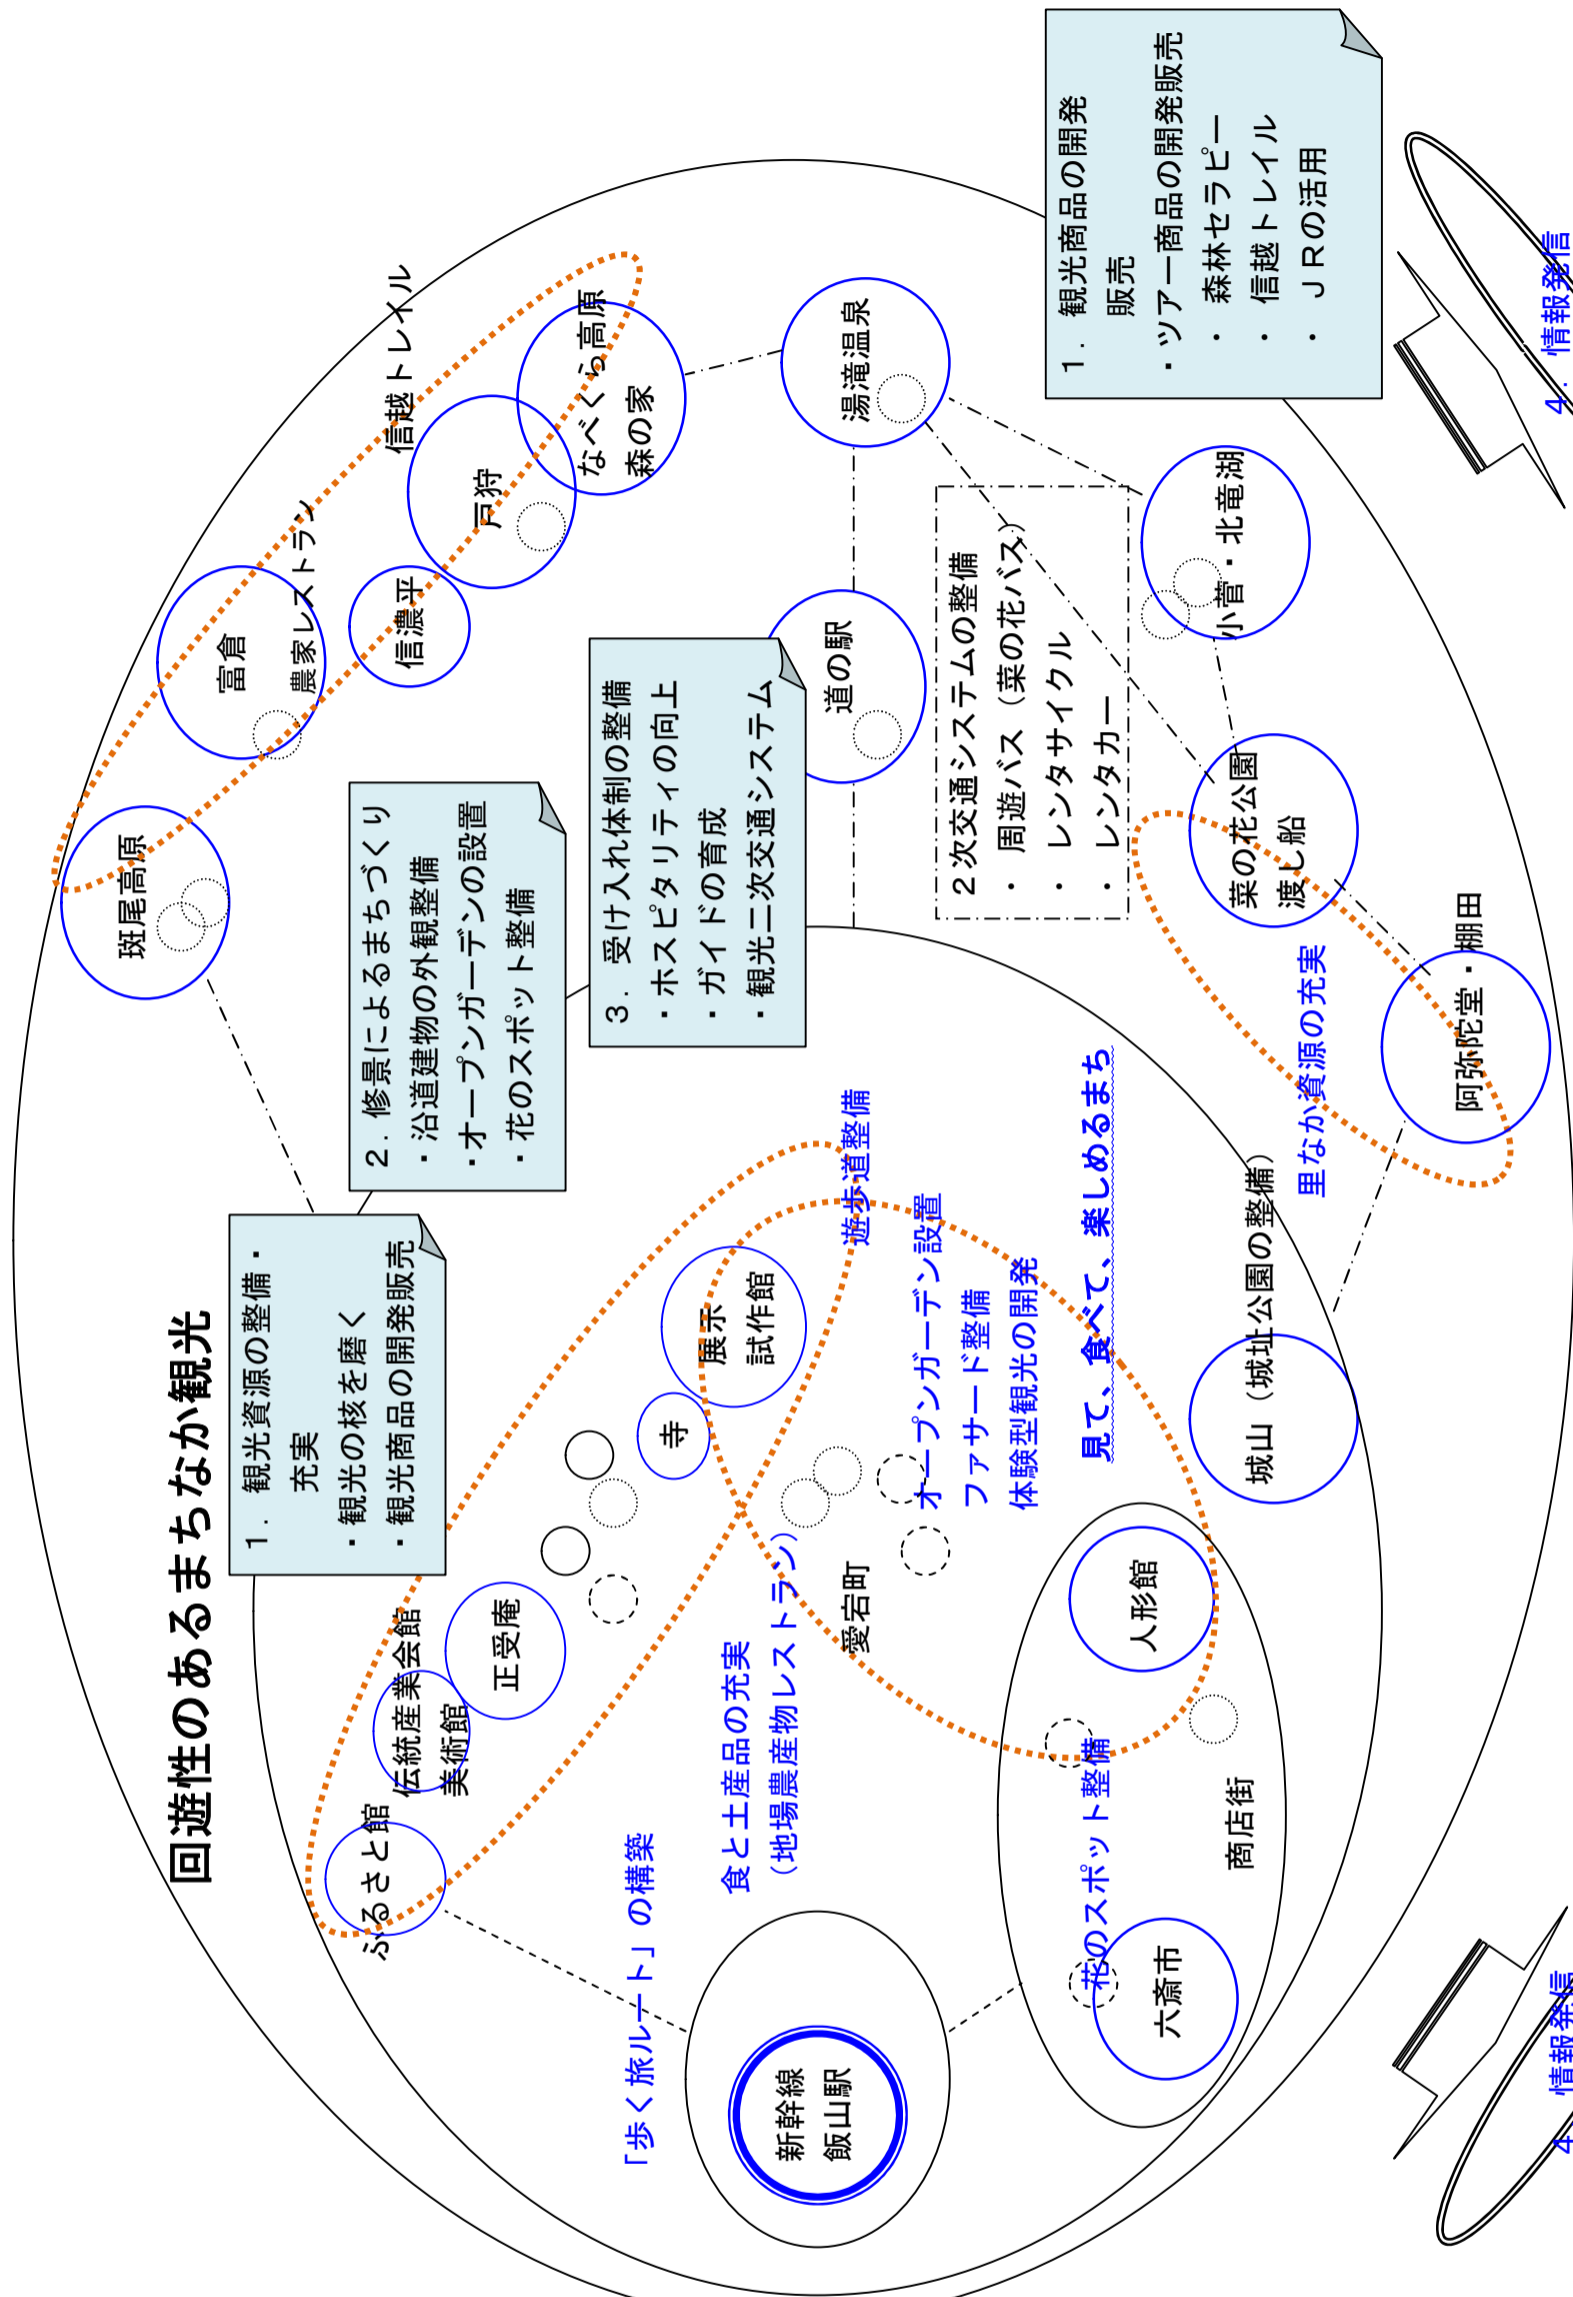 回遊性のあるまちなか観光
1. 観光資源の整備・
充実
・観光の核を磨く
・観光商品の開発販売
2. 修景によるまちづくり
・沿道建物の外観整備
・オープンガーデンの設置
・花のスポット整備
3. 受け入れ体制の整備
・ホスピタリティの向上
・ガイドの育成
・観光二次交通システム
1. 観光商品の開発
販売
・ツアー商品の開発販売
・ 森林セラピー
・ 信越トレイル
・ ＪＲの活用
斑尾高原
富倉
農家レストラン
信濃平
信越トレイル
戸狩
なべくら高原
森の家
湯滝温泉
道の駅
２次交通システムの整備
・ 周遊バス（菜の花バス）
・ レンタサイクル
・ レンタカー
小菅・北竜湖
菜の花公園
渡し船
里なか資源の充実
阿弥陀堂・棚田
城山（城址公園の整備）
ふるさと館
伝統産業会館
美術館
正受庵
寺
展示
試作館
遊歩道整備
「歩く旅ルート」の構築
食と土産品の充実
（地場農産物レストラン）
愛宕町
オープンガーデン設置
ファサード整備
体験型観光の開発
見て、食べて、楽しめるまち
新幹線
飯山駅
花のスポット整備
六斎市
人形館
商店街
4. 情報発信
4. 情報発信